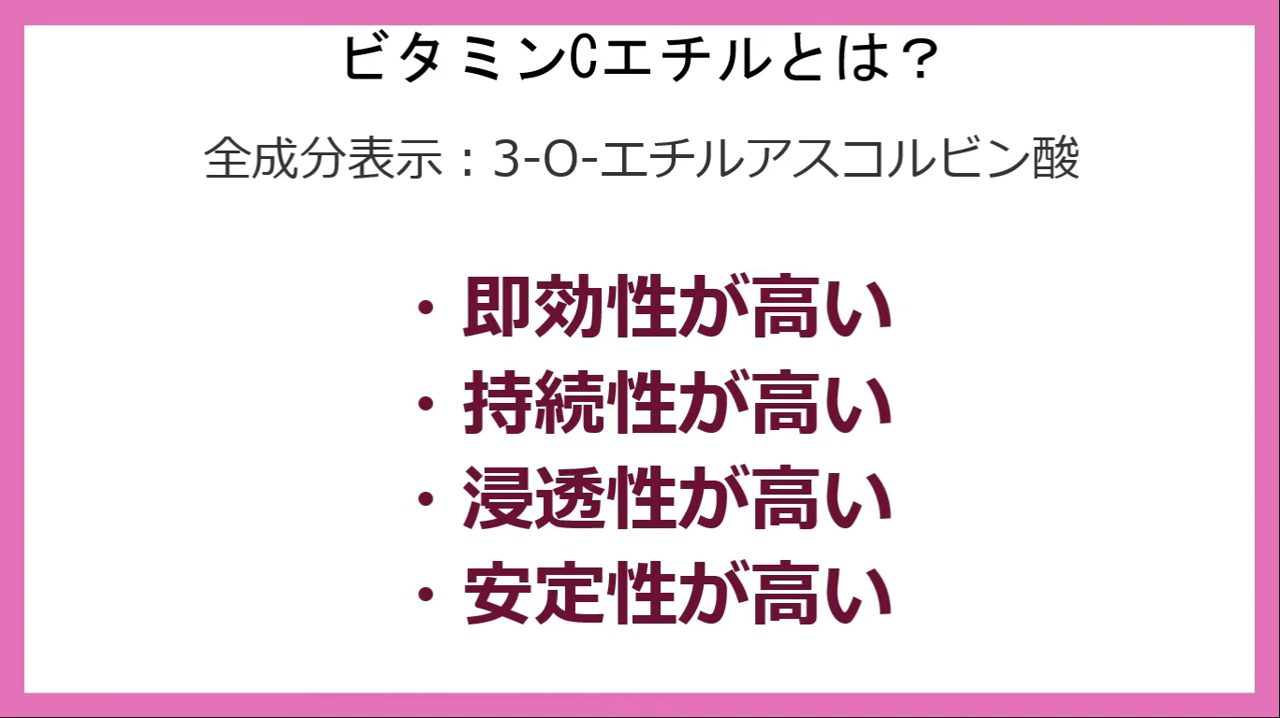 ビタミンCエチルとは？
全成分表示：3-O-エチルアスコルビン酸
・即効性が高い
・持続性が高い
・浸透性が高い
・安定性が高い